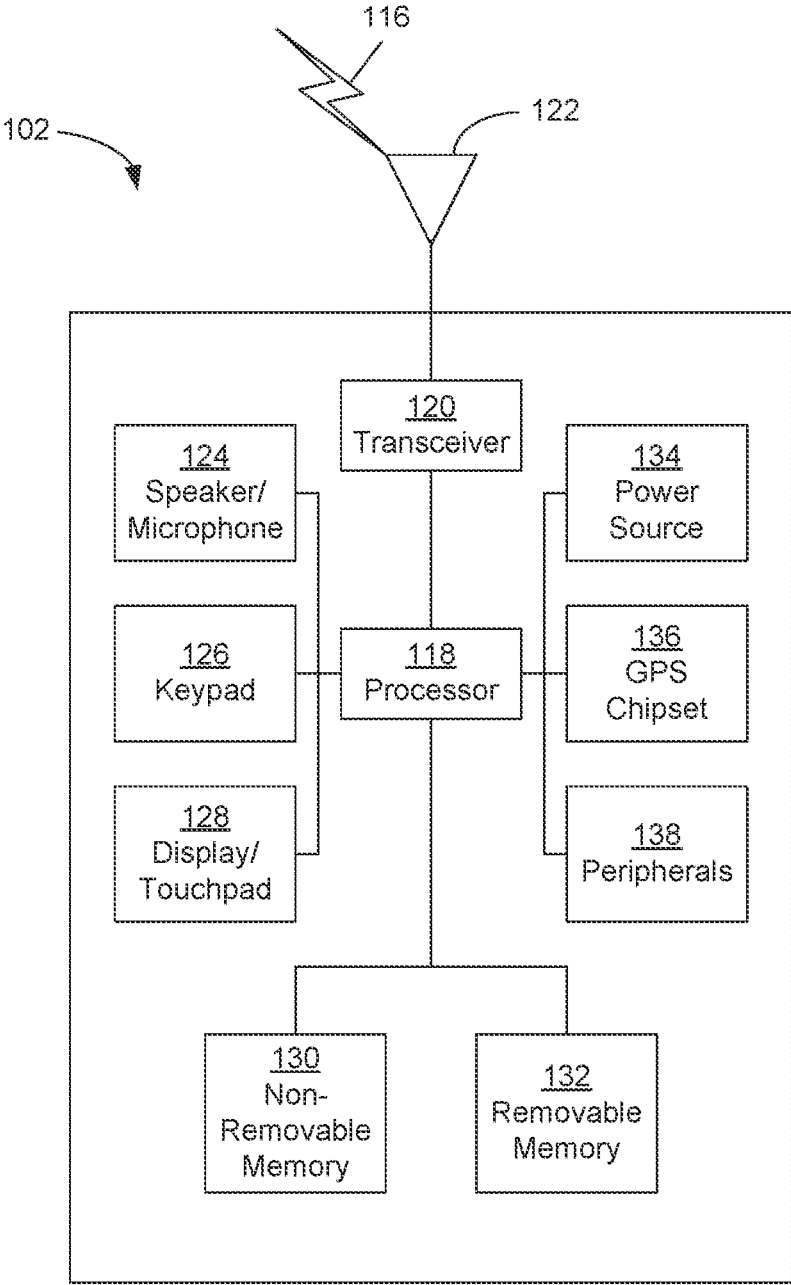 116
102
122
120
Transceiver
124
Speaker/
Microphone
134
Power
Source
126
Keypad
118
Processor
136
GPS
Chipset
128
Display/
Touchpad
138
Peripherals
130
Non-
Removable
Memory
132
Removable
Memory